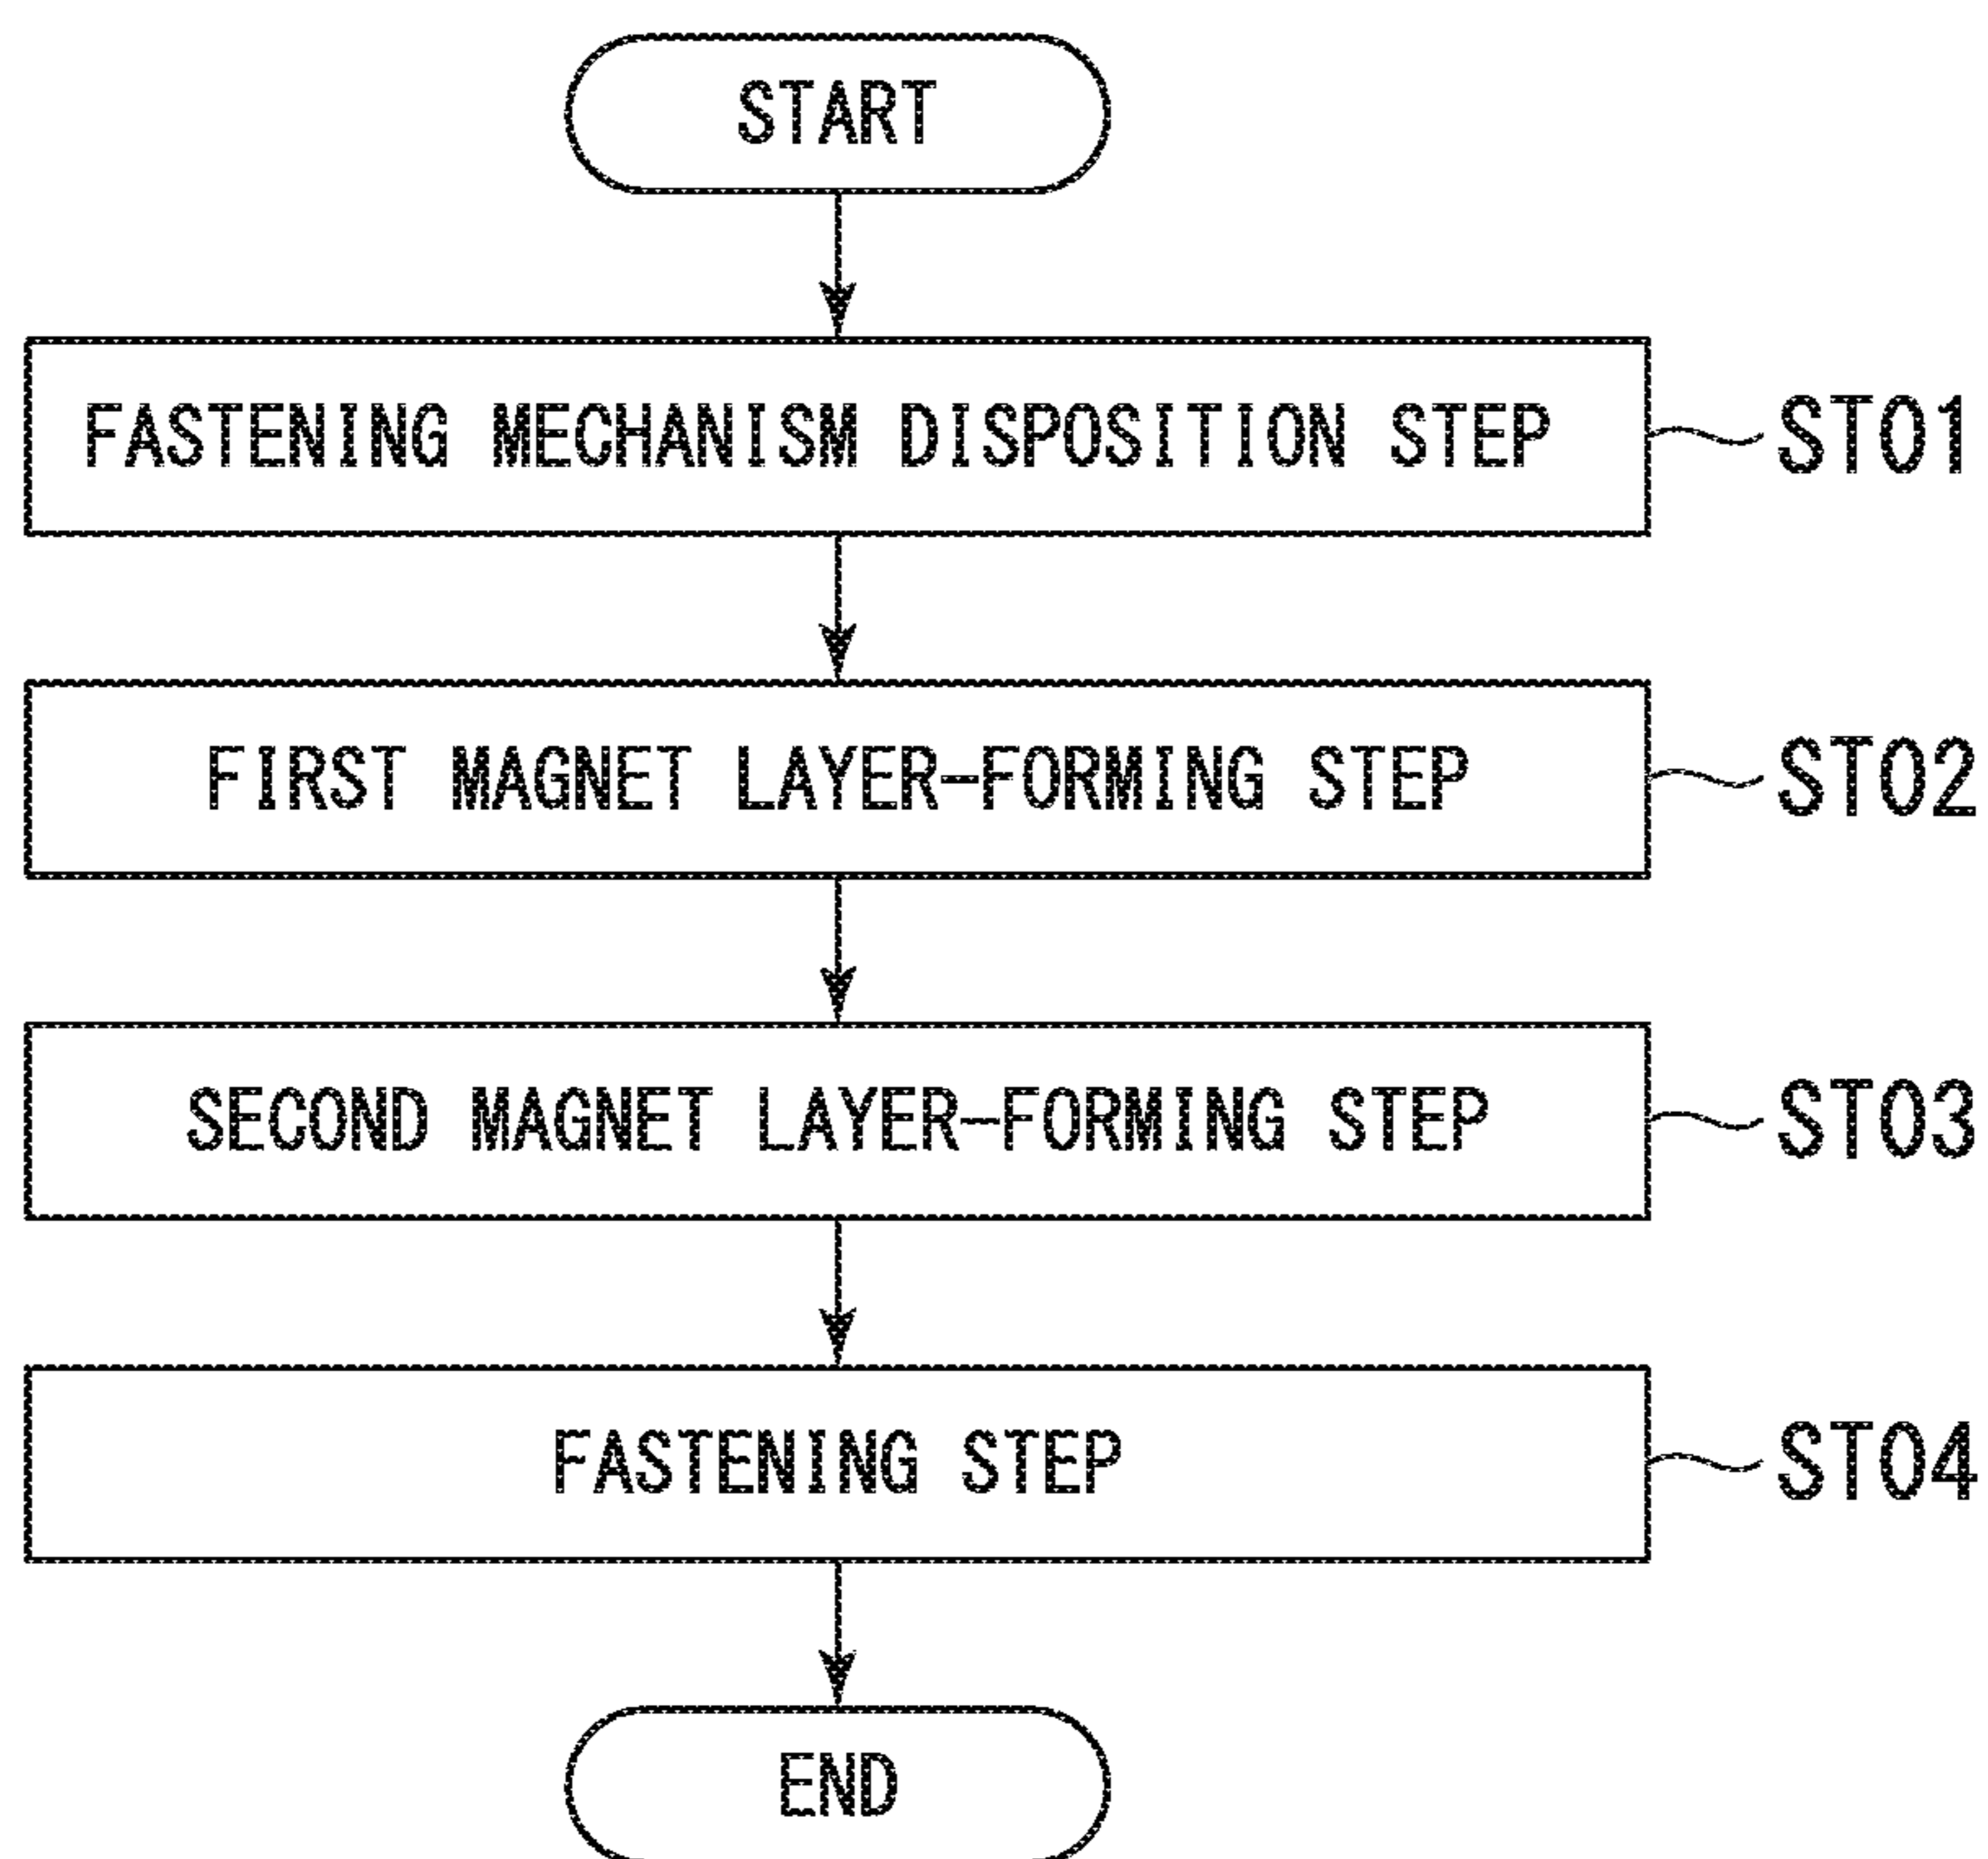 START
FASTENING MECHANISM DISPOSITION STEP ST01
FIRST MAGNET LAYER-FORMING STEP ST02
SECOND MAGNET LAYER-FORMING STEP ST03
FASTENING STEP ST04
END